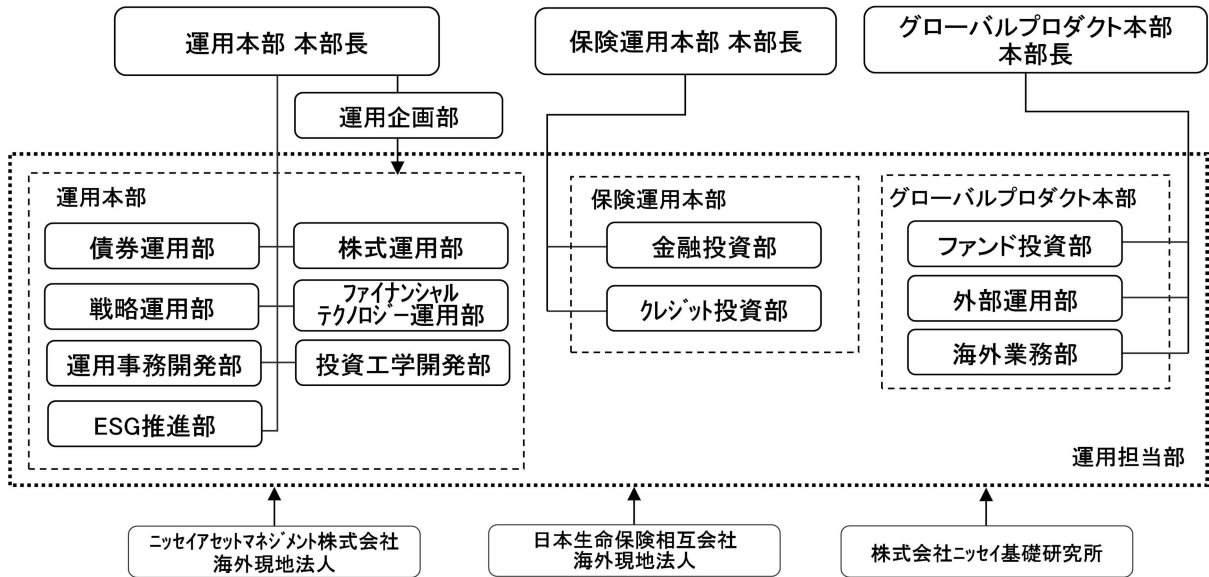 運用本部 本部長
保険運用本部 本部長
グローバルプロダクト本部
本部長
運用企画部
運用本部
債券運用部
株式運用部
戦略運用部
ファイナンシャル
テクノロジー運用部
運用事務開発部
投資工学開発部
ESG推進部
保険運用本部
金融投資部
クレジット投資部
グローバルプロダクト本部
ファンド投資部
外部運用部
海外業務部
運用担当部
ニッセイアセットマネジメント株式会社
海外現地法人
日本生命保険相互会社
海外現地法人
株式会社ニッセイ基礎研究所